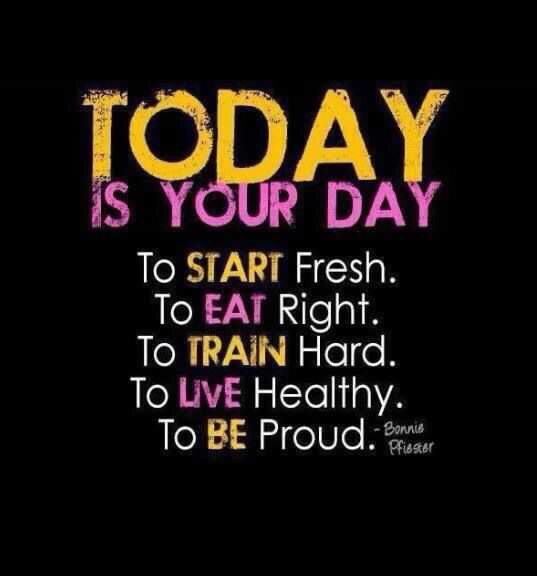 TODAY
IS YOUR DAY
To START Fresh.
To EAT Right.
To TRAIN Hard.
To LIVE Healthy.
To BE Proud.
- Bonnie
Pfiester